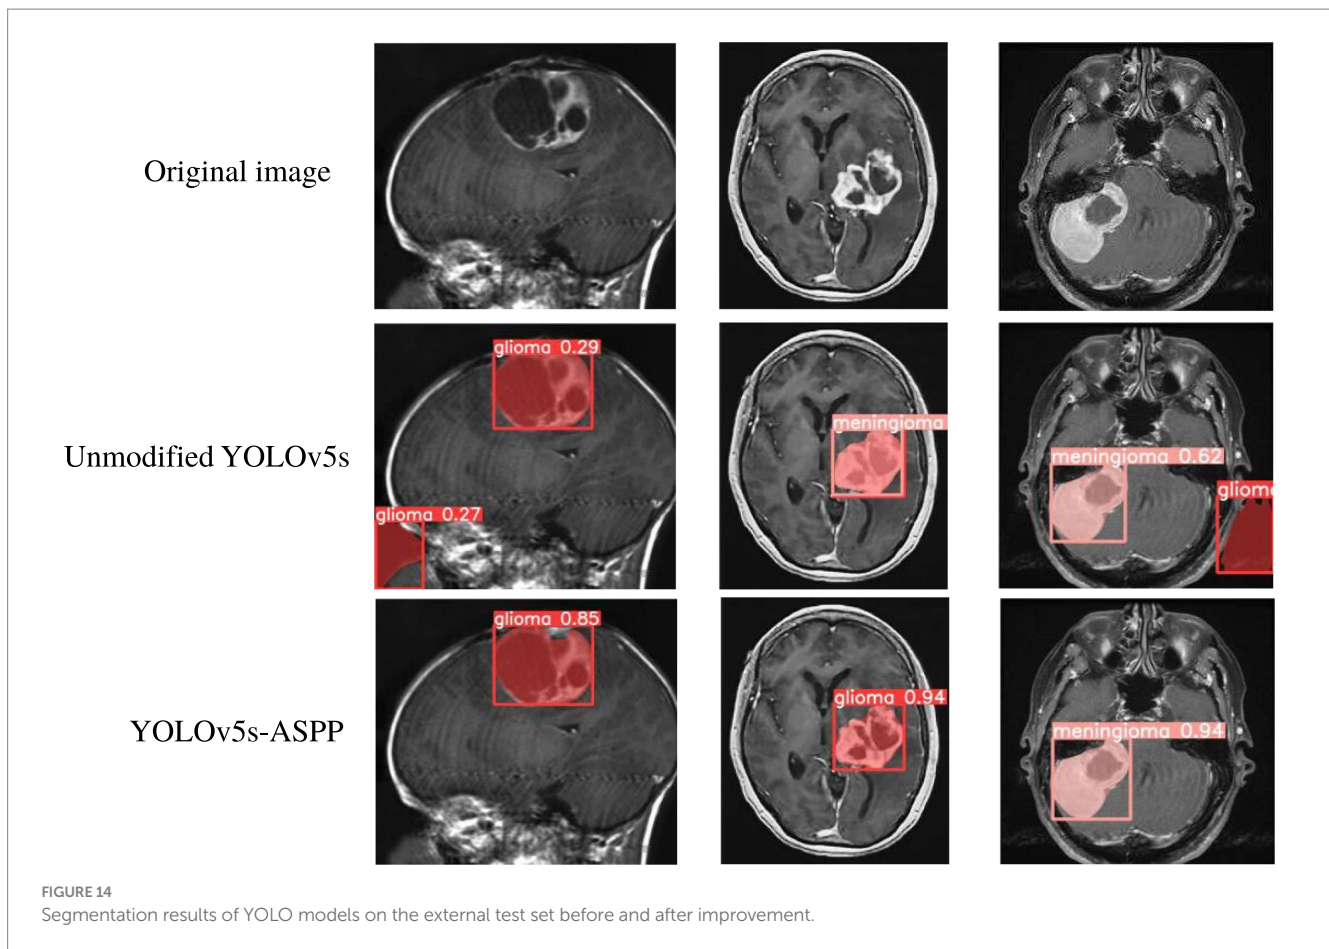 Original image
Unmodified YOLOv5s
glioma 0.29
glioma 0.27
meningioma
meningioma 0.62
glioma
YOLOv5s-ASPP
glioma 0.85
glioma 0.94
meningioma 0.94
FIGURE 14
Segmentation results of YOLO models on the external test set before and after improvement.